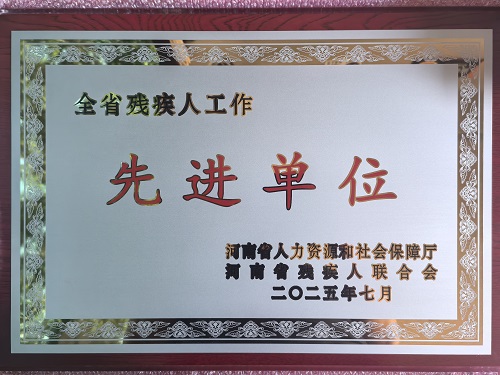 全省残疾人工作
先进单位
河南省人力资源和社会保障厅
河南省残疾人联合会
二〇二五年七月